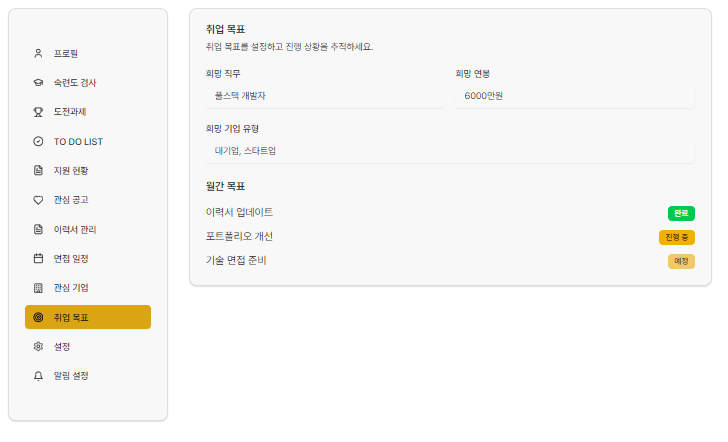 프로필
숙련도 검사
도전과제
TO DO LIST
지원 현황
관심 공고
이력서 관리
면접 일정
관심 기업
취업 목표
설정
알림 설정
취업 목표
취업 목표를 설정하고 진행 상황을 추적하세요.
희망 직무
희망 연봉
풀스택 개발자
6000만원
희망 기업 유형
대기업, 스타트업
월간 목표
이력서 업데이트
완료
포트폴리오 개선
진행 중
기술 면접 준비
예정